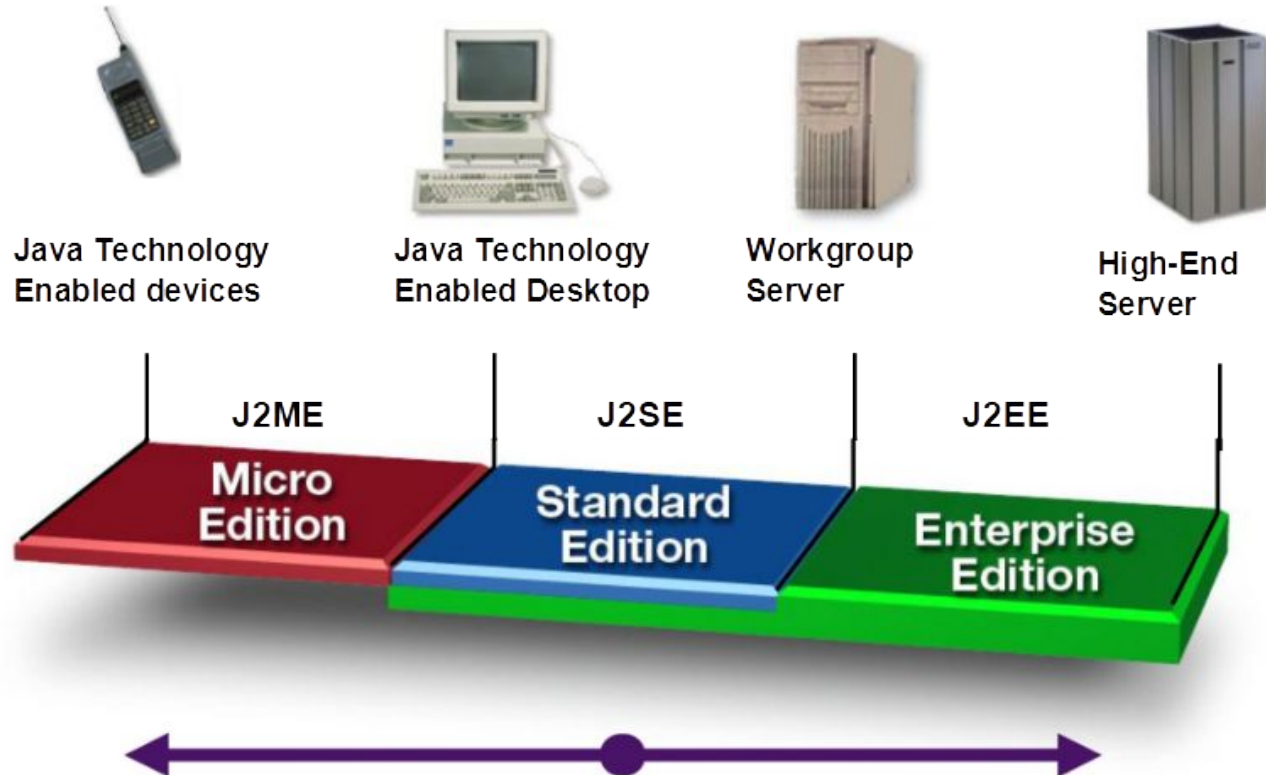 Java Technology
Enabled devices
Java Technology
Enabled Desktop
Workgroup
Server
High-End
Server
J2ME
J2SE
J2EE
Micro
Edition
Standard
Edition
Enterprise
Edition